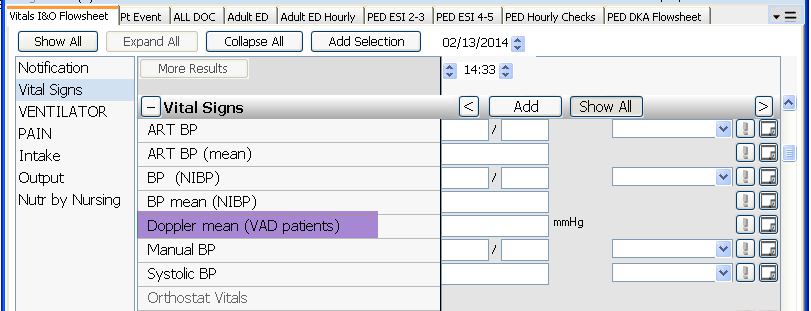 Vitals I&O Flowsheet Pt Event ALL DOC Adult ED Adult ED Hourly PED ESI 2-3 PED ESI 4-5 PED Hourly Checks PED DKA Flowsheet
Show All Expand All Collapse All Add Selection 02/13/2014
Notification More Results 14:33
Vital Signs
− Vital Signs < Add Show All >
VENTILATOR
ART BP /
PAIN
ART BP (mean)
Intake
Output
BP (NIBP) /
Nutr by Nursing
BP mean (NIBP)
Doppler mean (VAD patients) mmHg
Manual BP /
Systolic BP
Orthostat Vitals